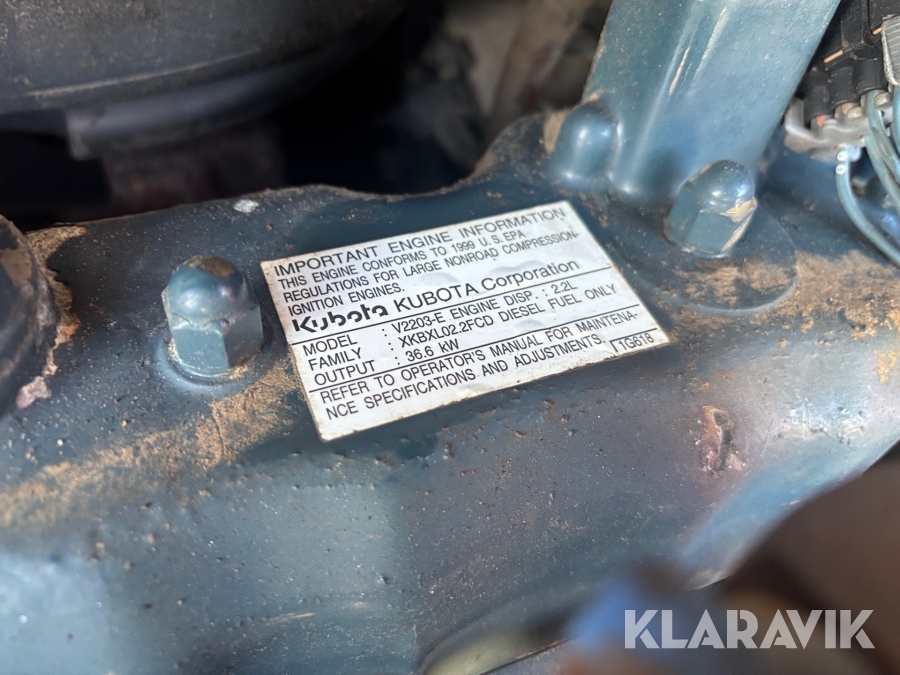 IMPORTANT ENGINE INFORMATION
THIS ENGINE CONFORMS TO 1999 U.S. EPA
REGULATIONS FOR LARGE NONROAD COMPRESSION-
IGNITION ENGINES.
Kubota KUBOTA Corporation
MODEL : V2203-E ENGINE DISP. : 2.2L
FAMILY : XKBXL02.2FCD DIESEL FUEL ONLY
OUTPUT : 36.6 KW
REFER TO OPERATOR'S MANUAL FOR MAINTENA-
NCE SPECIFICATIONS AND ADJUSTMENTS. 1G618
KLARAVIK